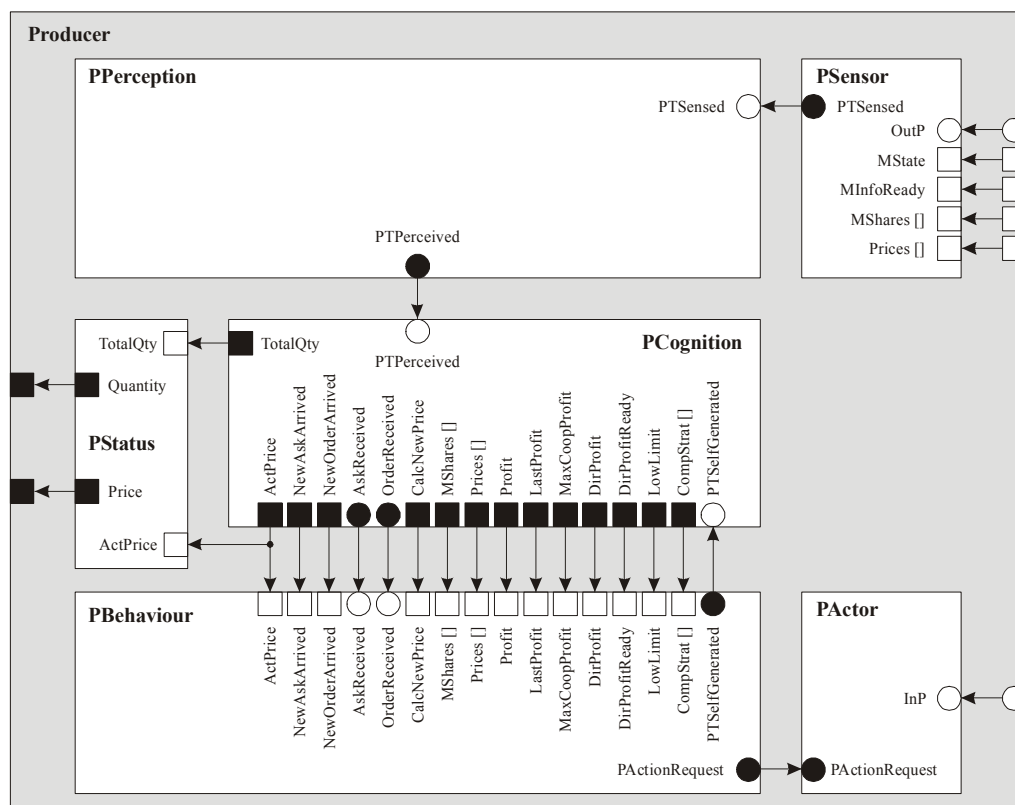 Producer
PPerception
PSensor
PTSensed
PTSensed
OutP
MState
MInfoReady
MShares []
Prices []
PTPerceived
TotalQty
TotalQty
PTPerceived
PCognition
Quantity
PStatus
Price
ActPrice
ActPrice
NewAskArrived
NewOrderArrived
AskReceived
OrderReceived
CalcNewPrice
MShares []
Prices []
Profit
LastProfit
MaxCoopProfit
DirProfit
DirProfitReady
LowLimit
CompStrat []
PTSelfGenerated
PBehaviour
PActor
ActPrice
NewAskArrived
NewOrderArrived
AskReceived
OrderReceived
CalcNewPrice
MShares []
Prices []
Profit
LastProfit
MaxCoopProfit
DirProfit
DirProfitReady
LowLimit
CompStrat []
PTSelfGenerated
InP
PActionRequest
PActionRequest